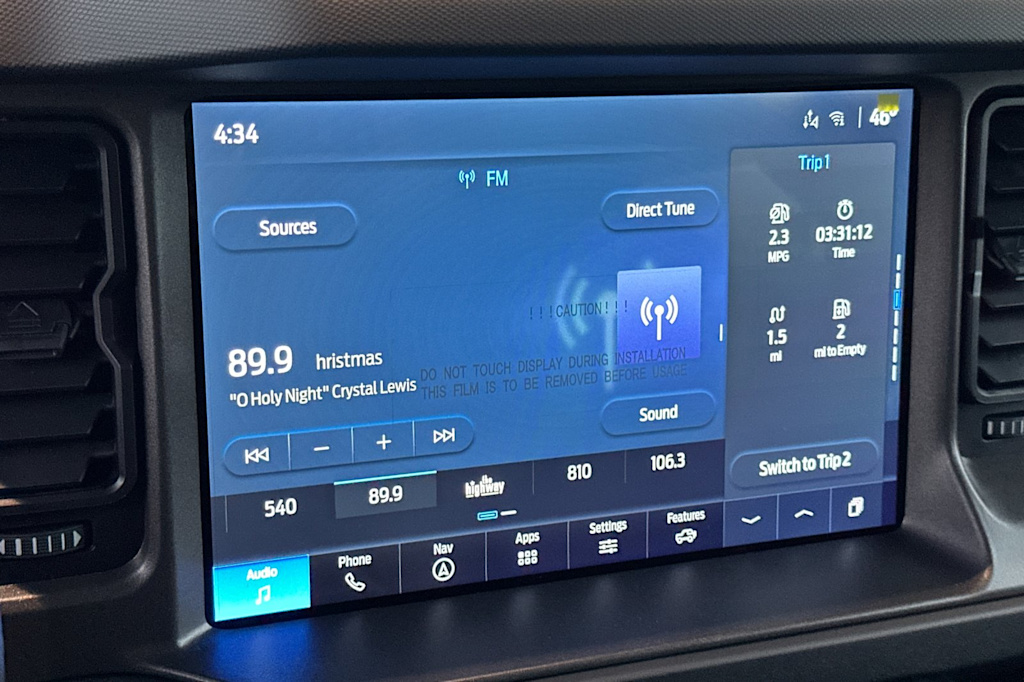 4:34
46°
FM
Trip 1
Sources
Direct Tune
2.3
MPG
03:31:12
Time
! ! !CAUTION! ! !
1.5
mi
2
mi to Empty
89.9 hristmas
DO NOT TOUCH DISPLAY DURING INSTALLATION
THIS FILM IS TO BE REMOVED BEFORE USAGE
"O Holy Night" Crystal Lewis
Sound
− +
Switch to Trip 2
540
89.9
the
highway
810
106.3
Audio
Phone
Nav
Apps
Settings
Features